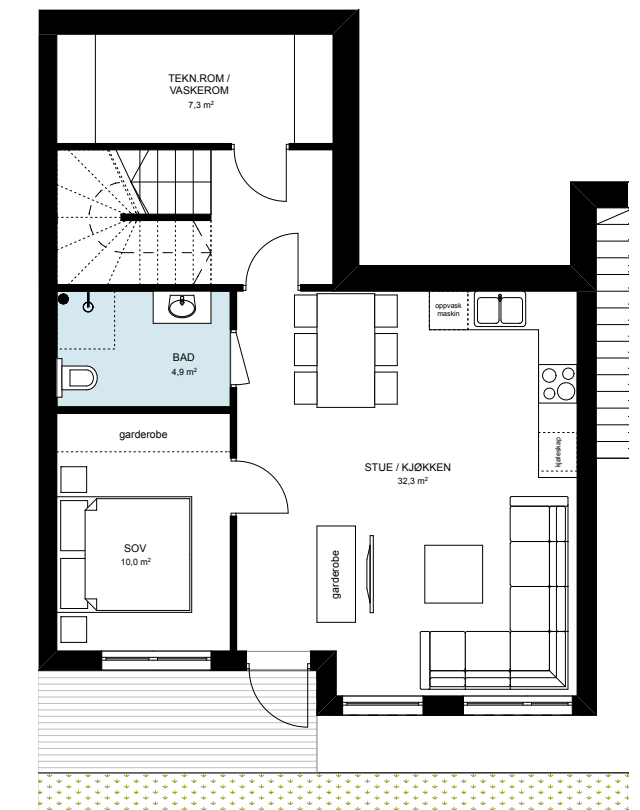 TEKN.ROM /
VASKEROM
7,3 m²
oppvask
maskin
BAD
4,9 m²
garderobe
kjøleskap
STUE / KJØKKEN
32,3 m²
SOV
10,0 m²
garderobe